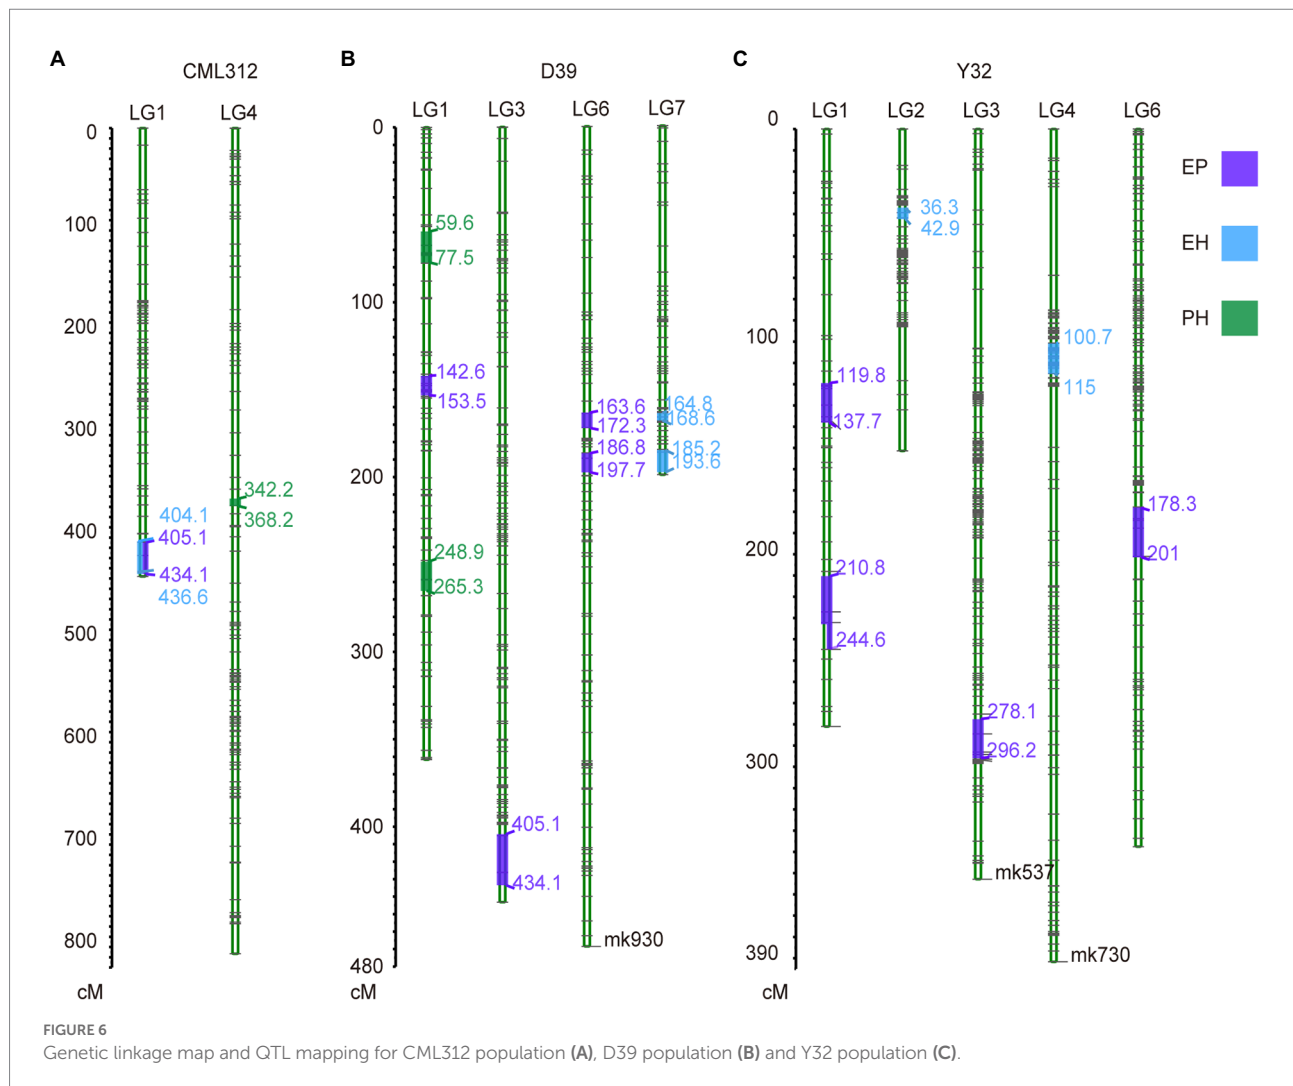 A
CML312
LG1 LG4
0
100
200
300
400
500
600
700
800
cM
404.1
405.1
434.1
436.6
342.2
368.2
B
D39
LG1 LG3 LG6 LG7
0
100
200
300
400
480
cM
59.6
77.5
142.6
153.5
248.9
265.3
405.1
434.1
163.6
172.3
186.8
197.7
mk930
164.8
168.6
185.2
193.6
C
Y32
LG1 LG2 LG3 LG4 LG6
0
100
200
300
390
cM
119.8
137.7
210.8
244.6
36.3
42.9
278.1
296.2
mk537
100.7
115
mk730
178.3
201
EP
EH
PH
FIGURE 6
Genetic linkage map and QTL mapping for CML312 population (A), D39 population (B) and Y32 population (C).